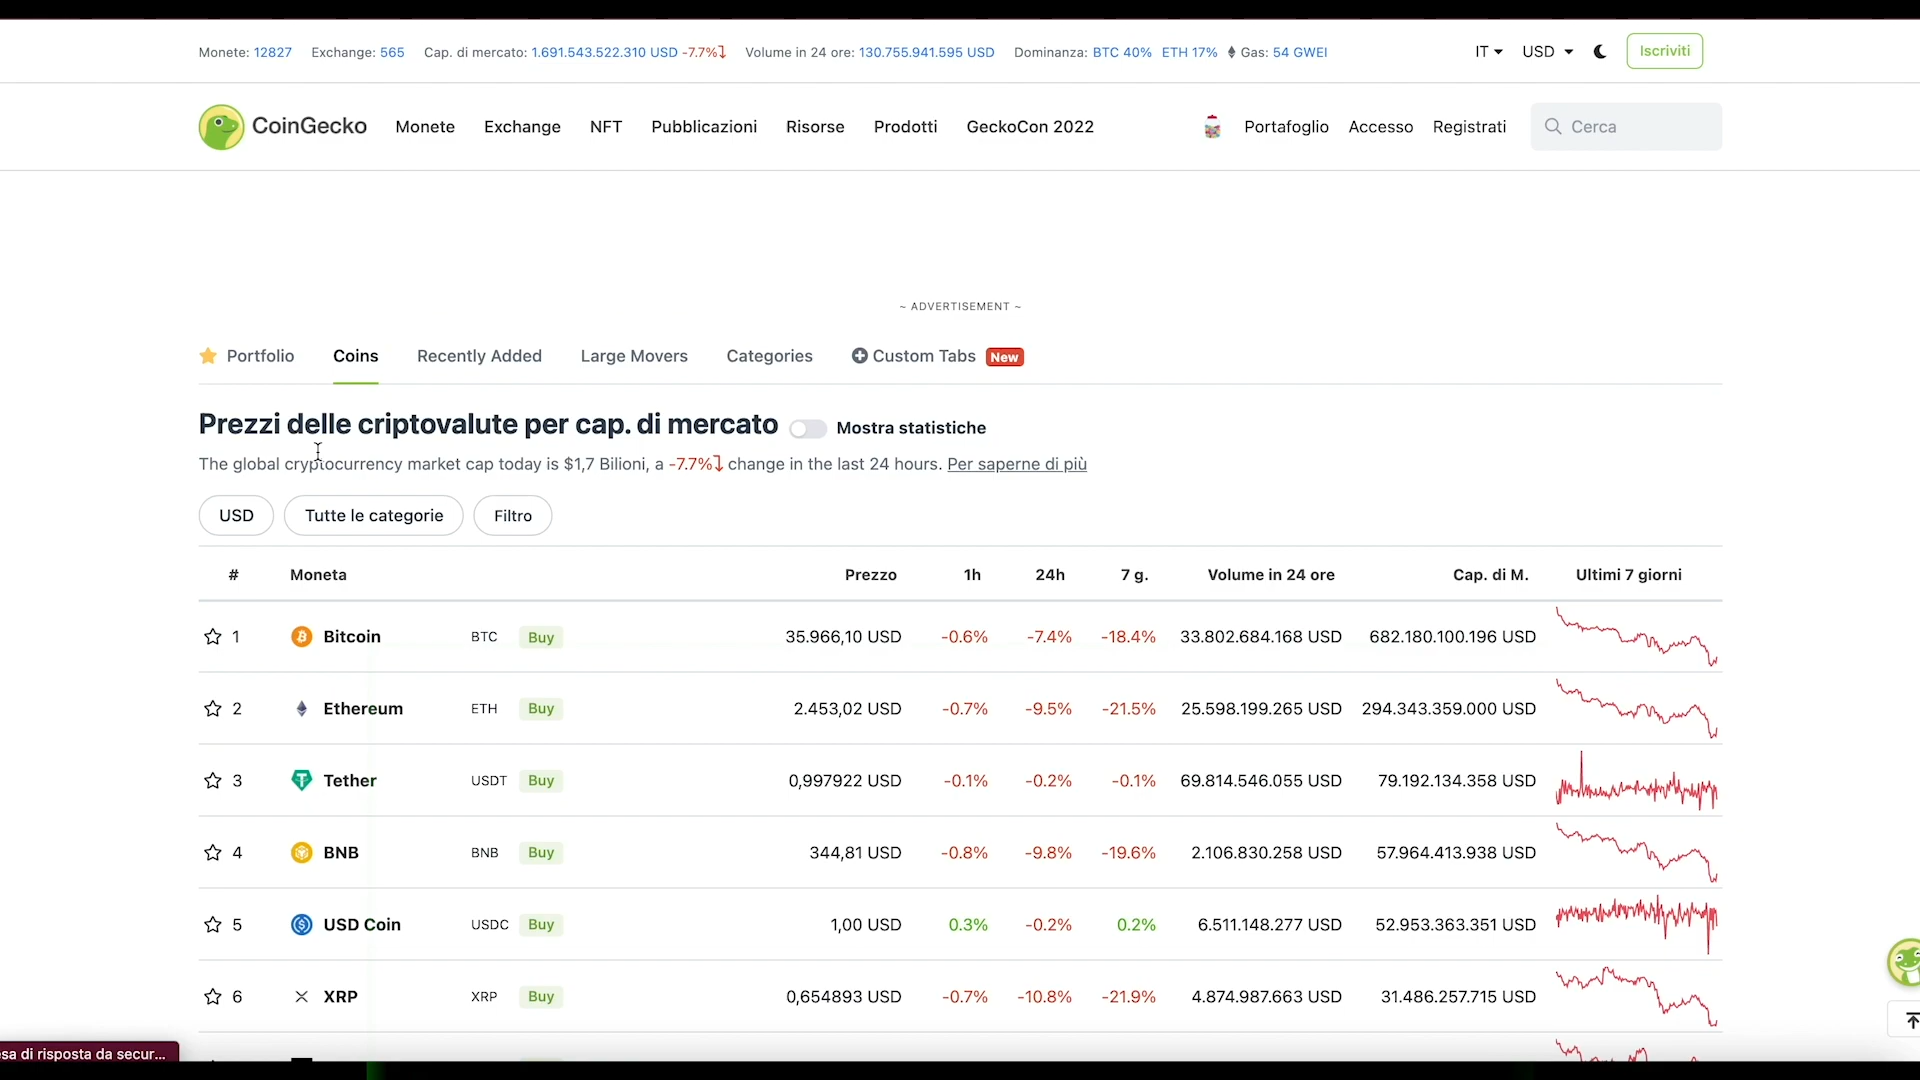 Monete: 12827 Exchange: 565 Cap. di mercato: 1.691.543.522.310 USD -7.7% Volume in 24 ore: 130.755.941.595 USD Dominanza: BTC 40% ETH 17% Gas: 54 GWEI IT USD Iscriviti
CoinGecko Monete Exchange NFT Pubblicazioni Risorse Prodotti GeckoCon 2022 Portafoglio Accesso Registrati Cerca
~ ADVERTISEMENT ~
Portfolio Coins Recently Added Large Movers Categories Custom Tabs New
Prezzi delle criptovalute per cap. di mercato Mostra statistiche
The global cryptocurrency market cap today is $1,7 Bilioni, a -7.7% change in the last 24 hours. Per saperne di più
USD Tutte le categorie Filtro
# Moneta Prezzo 1h 24h 7 g. Volume in 24 ore Cap. di M. Ultimi 7 giorni
1 Bitcoin BTC Buy 35.966,10 USD -0.6% -7.4% -18.4% 33.802.684.168 USD 682.180.100.196 USD
2 Ethereum ETH Buy 2.453,02 USD -0.7% -9.5% -21.5% 25.598.199.265 USD 294.343.359.000 USD
3 Tether USDT Buy 0,997922 USD -0.1% -0.2% -0.1% 69.814.546.055 USD 79.192.134.358 USD
4 BNB BNB Buy 344,81 USD -0.8% -9.8% -19.6% 2.106.830.258 USD 57.964.413.938 USD
5 USD Coin USDC Buy 1,00 USD 0.3% -0.2% 0.2% 6.511.148.277 USD 52.953.363.351 USD
6 XRP XRP Buy 0,654893 USD -0.7% -10.8% -21.9% 4.874.987.663 USD 31.486.257.715 USD
sa di risposta da secur...